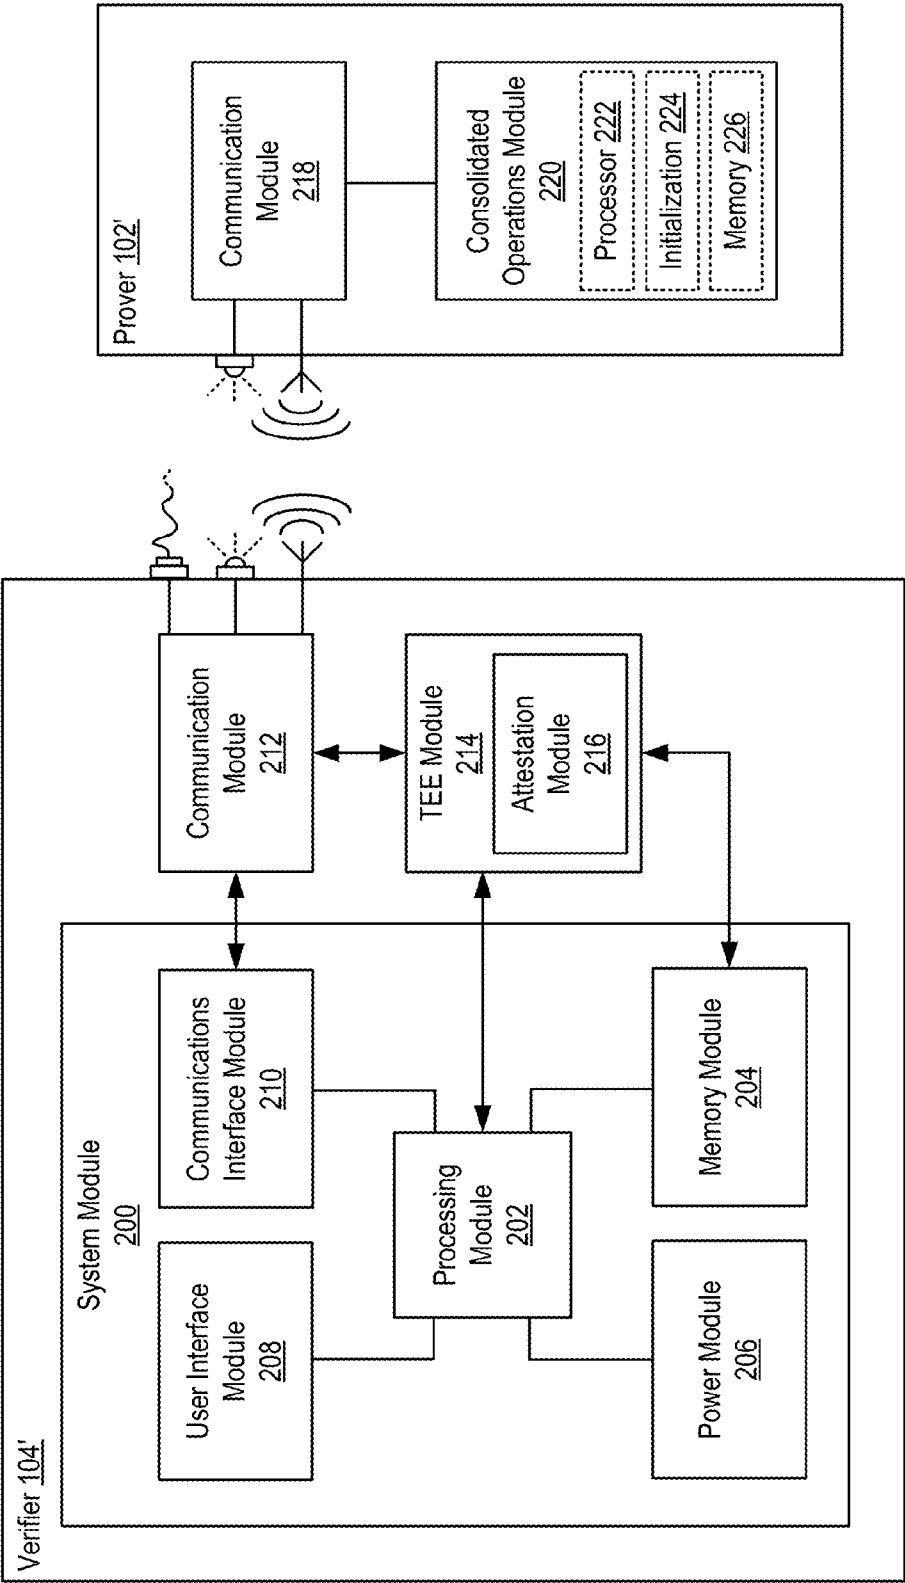 Verifier 104'
System Module
200
User Interface
Module
208
Communications
Interface Module
210
Processing
Module
202
Power Module
206
Memory Module
204
Communication
Module
212
TEE Module
214
Attestation
Module
216
Prover 102'
Communication
Module
218
Consolidated
Operations Module
220
Processor 222
Initialization 224
Memory 226